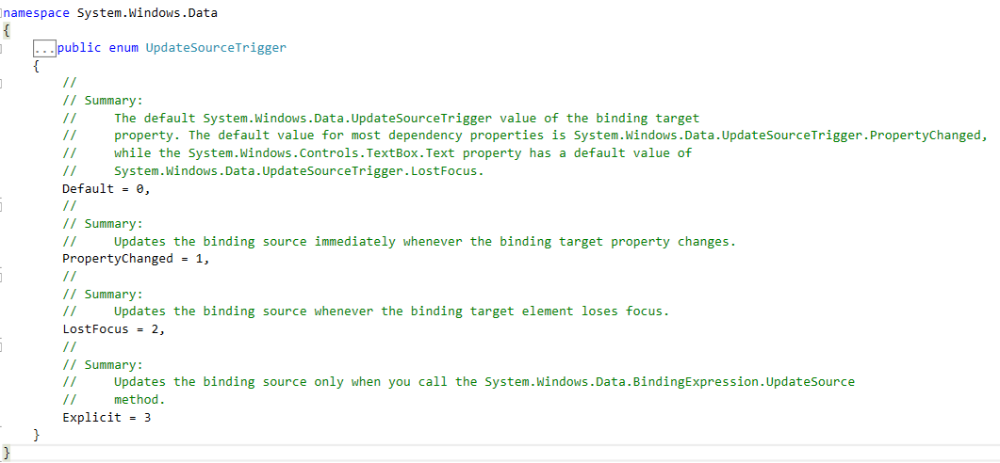 namespace System.Windows.Data
{
...public enum UpdateSourceTrigger
{
//
// Summary:
//     The default System.Windows.Data.UpdateSourceTrigger value of the binding target
//     property. The default value for most dependency properties is System.Windows.Data.UpdateSourceTrigger.PropertyChanged,
//     while the System.Windows.Controls.TextBox.Text property has a default value of
//     System.Windows.Data.UpdateSourceTrigger.LostFocus.
Default = 0,
//
// Summary:
//     Updates the binding source immediately whenever the binding target property changes.
PropertyChanged = 1,
//
// Summary:
//     Updates the binding source whenever the binding target element loses focus.
LostFocus = 2,
//
// Summary:
//     Updates the binding source only when you call the System.Windows.Data.BindingExpression.UpdateSource
//     method.
Explicit = 3
}
}